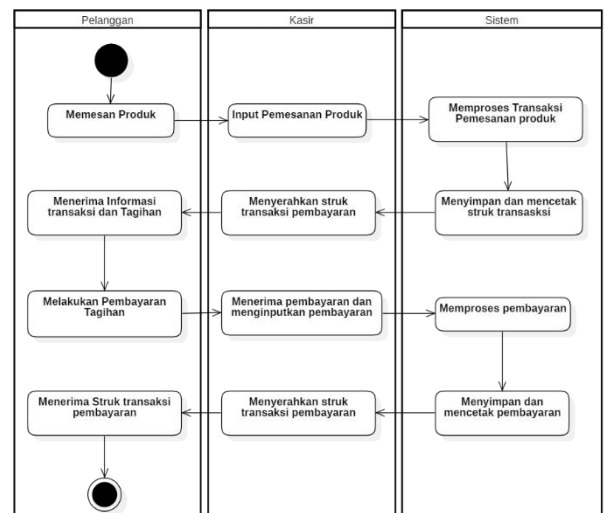 Pelanggan
Kasir
Sistem
Memesan Produk
Input Pemesanan Produk
Memproses Transaksi
Pemesanan produk
Menerima Informasi
transaksi dan Tagihan
Menyerahkan struk
transaksi pembayaran
Menyimpan dan mencetak
struk transasksi
Melakukan Pembayaran
Tagihan
Menerima pembayaran dan
menginputkan pembayaran
Memproses pembayaran
Menerima Struk transaksi
pembayaran
Menyerahkan struk
transaksi pembayaran
Menyimpan dan
mencetak pembayaran